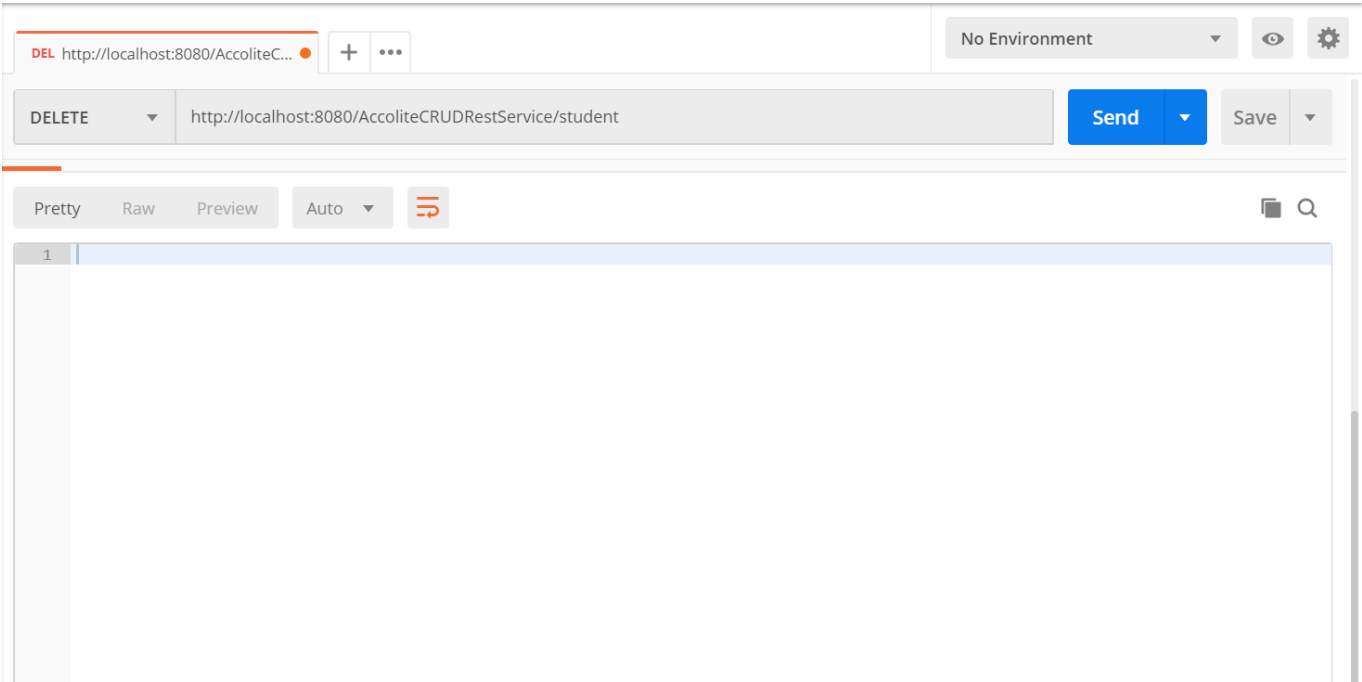 DEL http://localhost:8080/AccoliteC... + ••• No Environment
DELETE http://localhost:8080/AccoliteCRUDRestService/student Send Save
Pretty Raw Preview Auto
1